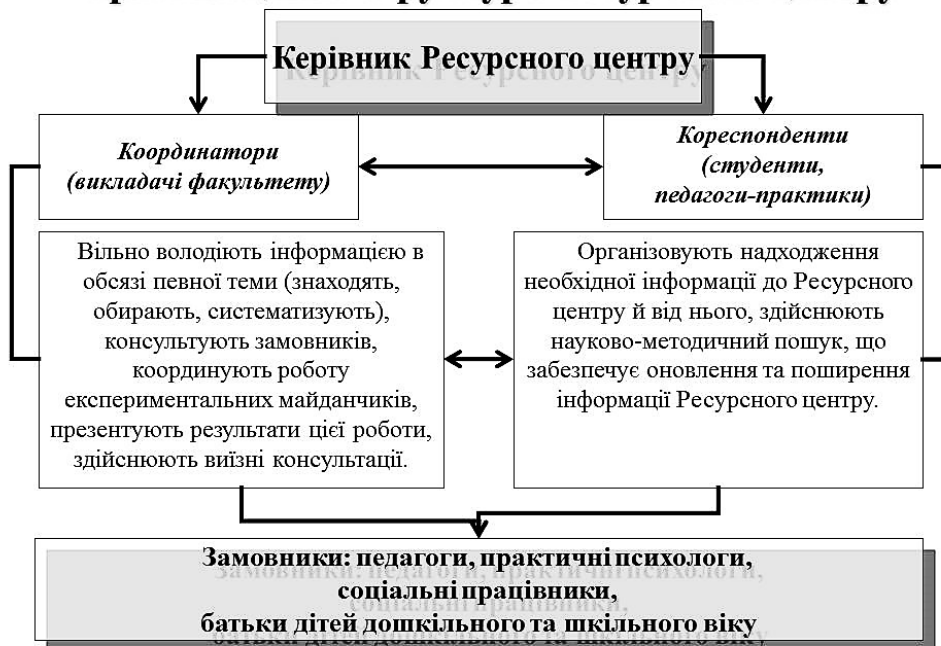 Керівник Ресурсного центру
Координатори
(викладачі факультету)
Кореспонденти
(студенти,
педагоги-практики)
Вільно володіють інформацією в
обсязі певної теми (знаходять,
обирають, систематизують),
консультують замовників,
координують роботу
експериментальних майданчиків,
презентують результати цієї роботи,
здійснюють виїзні консультації.
Організовують надходження
необхідної інформації до Ресурсного
центру й від нього, здійснюють
науково-методичний пошук, що
забезпечує оновлення та поширення
інформації Ресурсного центру.
Замовники: педагоги, практичні психологи,
соціальні працівники,
батьки дітей дошкільного та шкільного віку